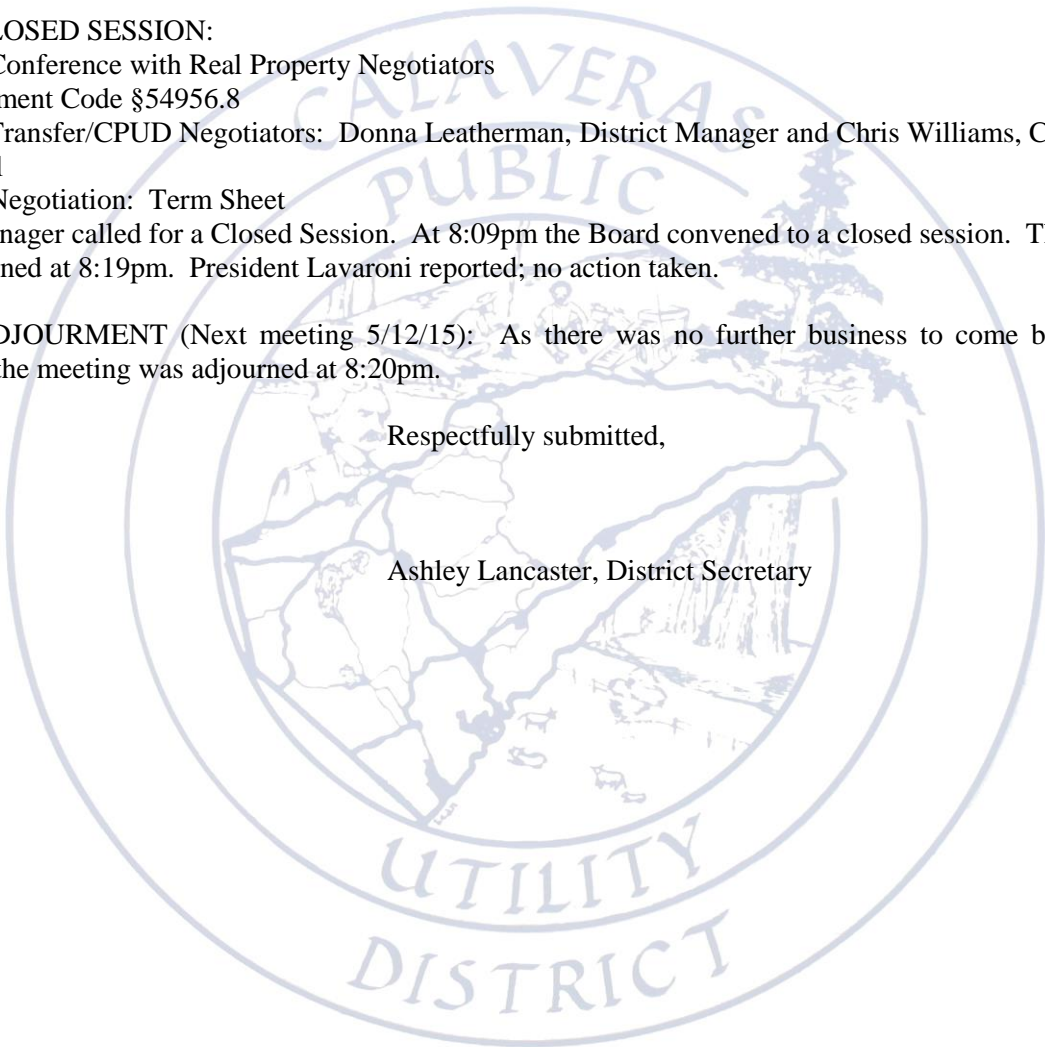 LOSED SESSION:
Conference with Real Property Negotiators
ment Code §54956.8
Transfer/CPUD Negotiators: Donna Leatherman, District Manager and Chris Williams, C
l
Negotiation: Term Sheet
nager called for a Closed Session. At 8:09pm the Board convened to a closed session. T
ned at 8:19pm. President Lavaroni reported; no action taken.
DJOURMENT (Next meeting 5/12/15): As there was no further business to come b
the meeting was adjourned at 8:20pm.
Respectfully submitted,
Ashley Lancaster, District Secretary
CALAVERAS
PUBLIC
UTILITY
DISTRICT